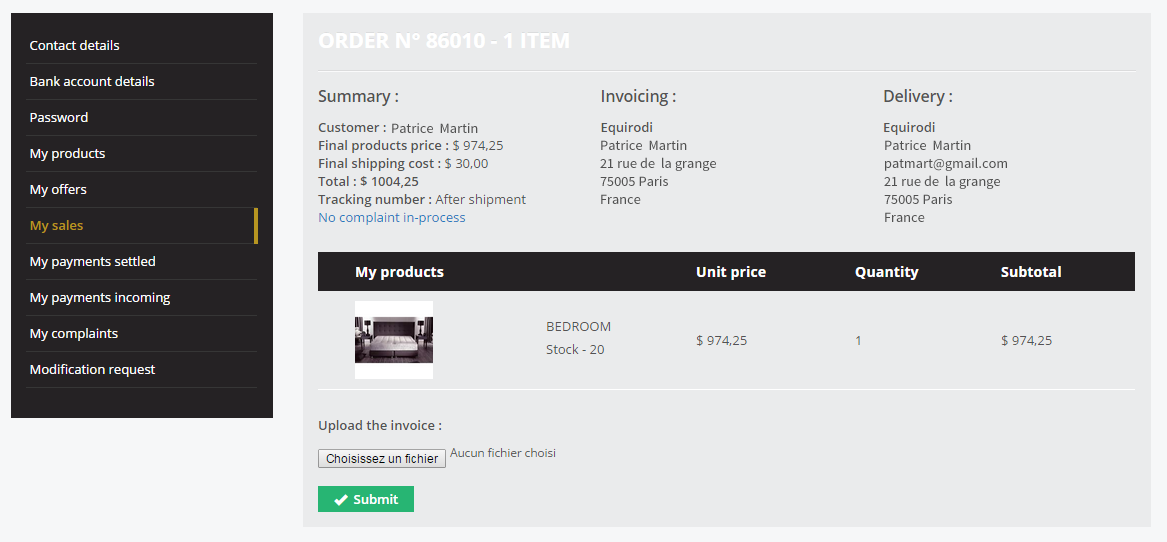 Contact details
Bank account details
Password
My products
My offers
My sales
My payments settled
My payments incoming
My complaints
Modification request
ORDER N° 86010 - 1 ITEM
Summary :
Customer : Patrice Martin
Final products price : $ 974,25
Final shipping cost : $ 30,00
Total : $ 1004,25
Tracking number : After shipment
No complaint in-process
Invoicing :
Equirodi
Patrice Martin
21 rue de la grange
75005 Paris
France
Delivery :
Equirodi
Patrice Martin
patmart@gmail.com
21 rue de la grange
75005 Paris
France
My products Unit price Quantity Subtotal
BEDROOM
Stock - 20
$ 974,25 1 $ 974,25
Upload the invoice :
Choisissez un fichier Aucun fichier choisi
Submit